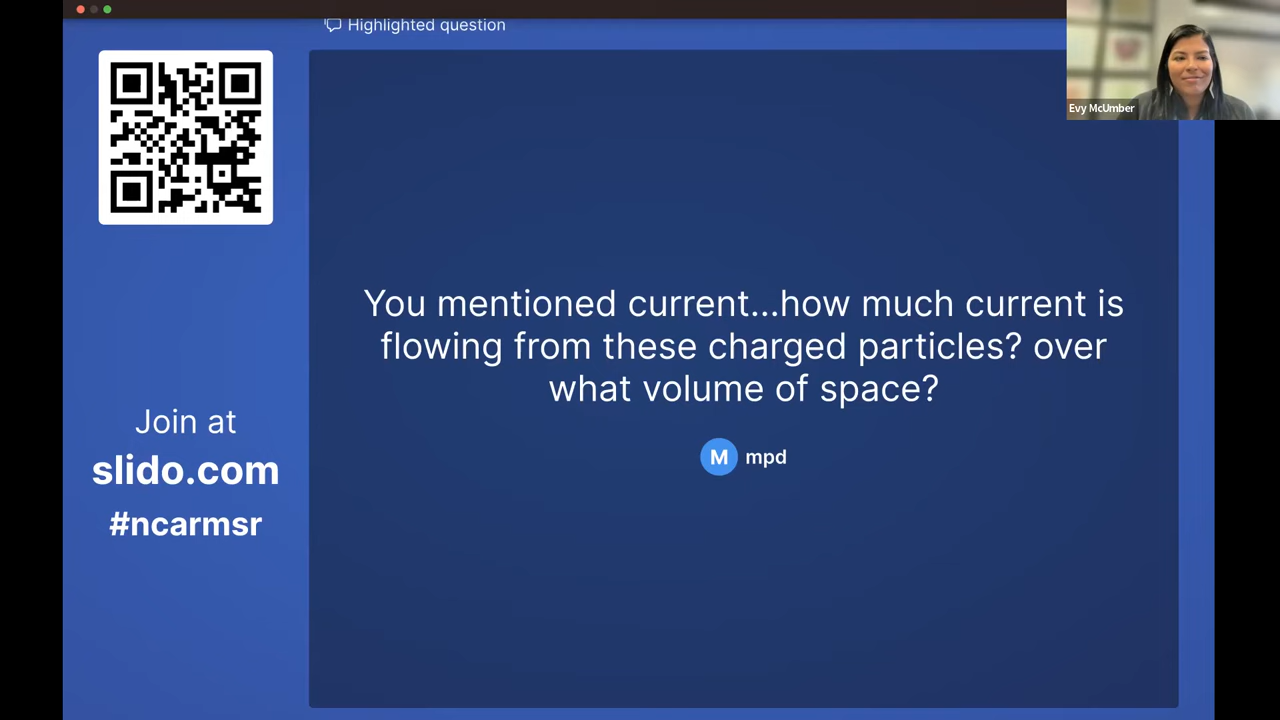 Highlighted question
Evy McUmber
You mentioned current...how much current is
flowing from these charged particles? over
what volume of space?
M mpd
Join at
slido.com
#ncarmsr